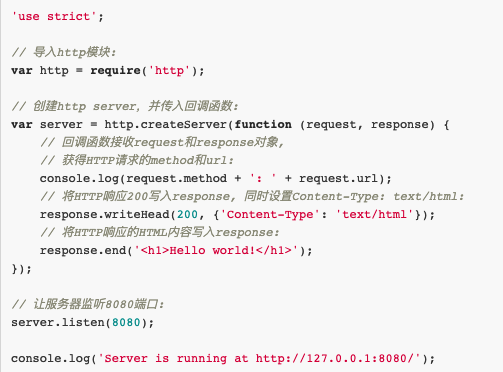 'use strict';
// 导入http模块:
var http = require('http');
// 创建http server，并传入回调函数:
var server = http.createServer(function (request, response) {
// 回调函数接收request和response对象,
// 获得HTTP请求的method和url:
console.log(request.method + ': ' + request.url);
// 将HTTP响应200写入response, 同时设置Content-Type: text/html:
response.writeHead(200, {'Content-Type': 'text/html'});
// 将HTTP响应的HTML内容写入response:
response.end('<h1>Hello world!</h1>');
});
// 让服务器监听8080端口:
server.listen(8080);
console.log('Server is running at http://127.0.0.1:8080/');